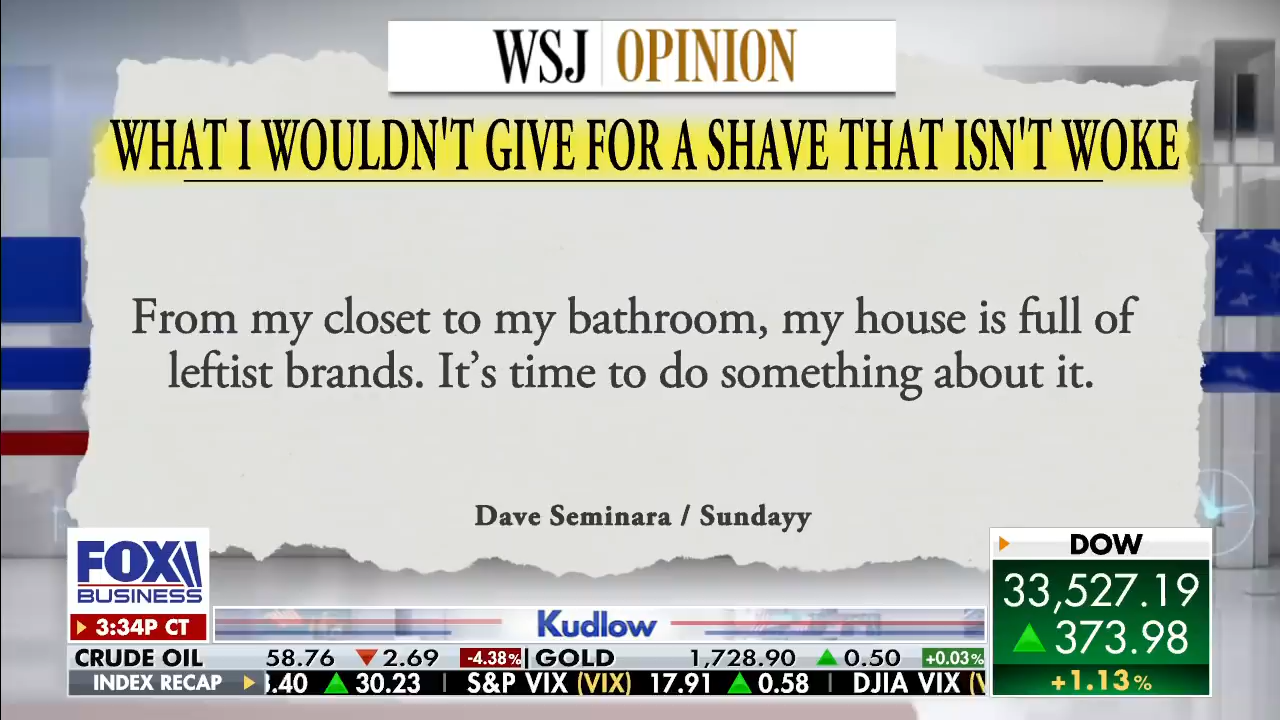 WSJ OPINION
WHAT I WOULDN'T GIVE FOR A SHAVE THAT ISN'T WOKE
From my closet to my bathroom, my house is full of
leftist brands. It’s time to do something about it.
Dave Seminara / Sundayy
FOX
BUSINESS
3:34P CT
Kudlow
CRUDE OIL 58.76 2.69 -4.38% GOLD 1,728.90 0.50 +0.03%
INDEX RECAP .40 30.23 S&P VIX (VIX) 17.91 0.58 DJIA VIX (
DOW
33,527.19
373.98
+1.13%